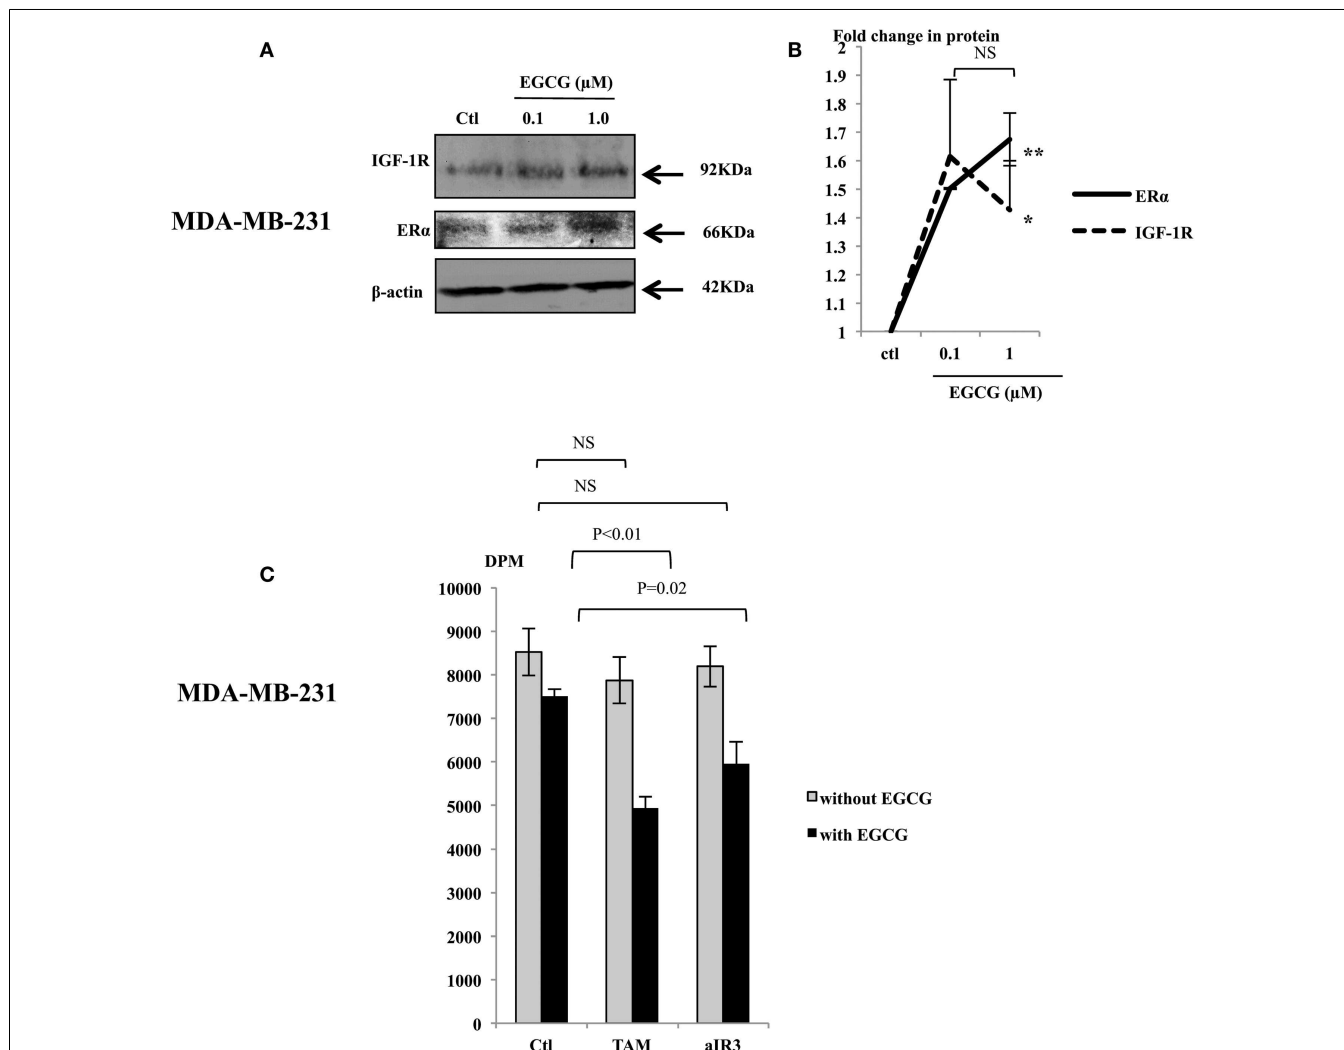 A
EGCG (µM)
Ctl 0.1 1.0
IGF-1R
92KDa
MDA-MB-231
ERα
66KDa
β-actin
42KDa
B
Fold change in protein
NS
2
1.9
1.8
1.7
1.6
1.5
1.4
1.3
1.2
1.1
1
**
*
ctl 0.1 1
EGCG (µM)
ERα
IGF-1R
NS
NS
P<0.01
P=0.02
C
DPM
MDA-MB-231
10000
9000
8000
7000
6000
5000
4000
3000
2000
1000
0
Ctl TAM aIR3
without EGCG
with EGCG